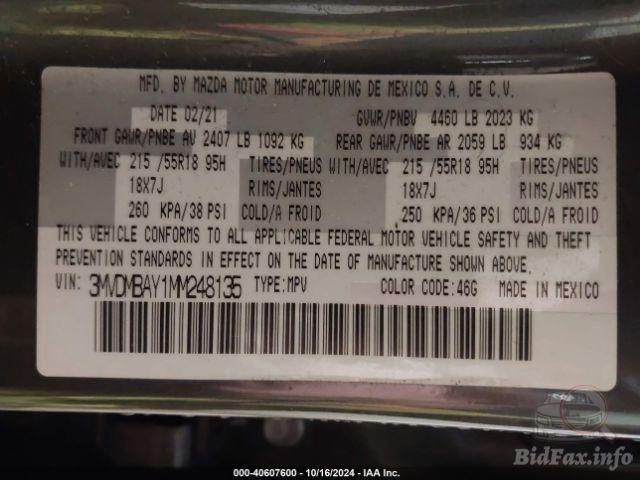 MFD. BY MAZDA MOTOR MANUFACTURING DE MEXICO S.A. DE C.V.
DATE 02/21 GVWR/PNBV 4460 LB 2023 KG
FRONT GAWR/PNBE AV 2407 LB 1092 KG REAR GAWR/PNBE AR 2059 LB 934 KG
WITH/AVEC 215 /55R18 95H TIRES/PNEUS WITH/AVEC 215 /55R18 95H TIRES/PNEUS
18X7J RIMS/JANTES 18X7J RIMS/JANTES
260 KPA/38 PSI COLD/A FROID 250 KPA/36 PSI COLD/A FROID
THIS VEHICLE CONFORMS TO ALL APPLICABLE FEDERAL MOTOR VEHICLE SAFETY AND THEFT
PREVENTION STANDARDS IN EFFECT ON THE DATE OF MANUFACTURE SHOWN ABOVE.
VIN: 3MVDMBAY1MM248135 TYPE:MPV COLOR CODE:46G MADE IN MEXICO
000-40607600 - 10/16/2024 - IAA Inc.
BidFax.info